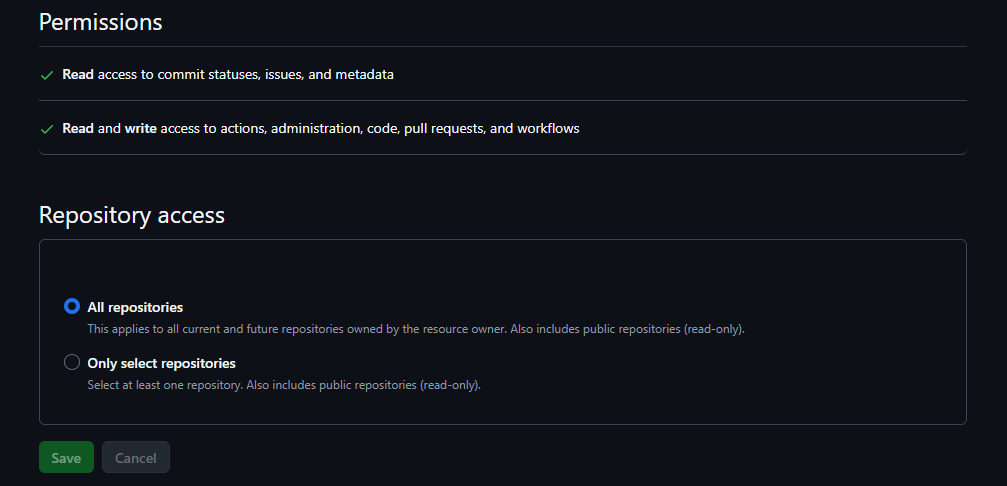 Permissions
Read access to commit statuses, issues, and metadata
Read and write access to actions, administration, code, pull requests, and workflows
Repository access
All repositories
This applies to all current and future repositories owned by the resource owner. Also includes public repositories (read-only).
Only select repositories
Select at least one repository. Also includes public repositories (read-only).
Save Cancel